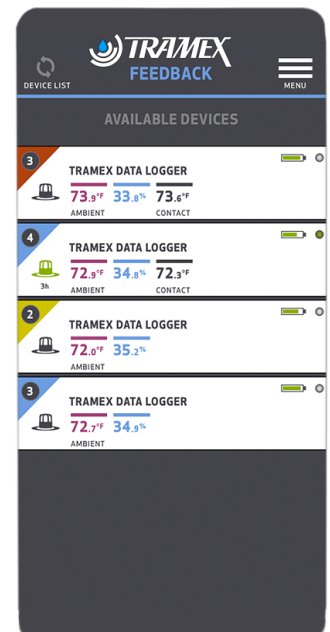 TRAMEX
FEEDBACK
DEVICE LIST
MENU
AVAILABLE DEVICES
3
TRAMEX DATA LOGGER
73.9°F 33.8% 73.6°F
AMBIENT CONTACT
4
TRAMEX DATA LOGGER
72.9°F 34.8% 72.3°F
3h AMBIENT CONTACT
2
TRAMEX DATA LOGGER
72.0°F 35.2%
AMBIENT
3
TRAMEX DATA LOGGER
72.7°F 34.9%
AMBIENT